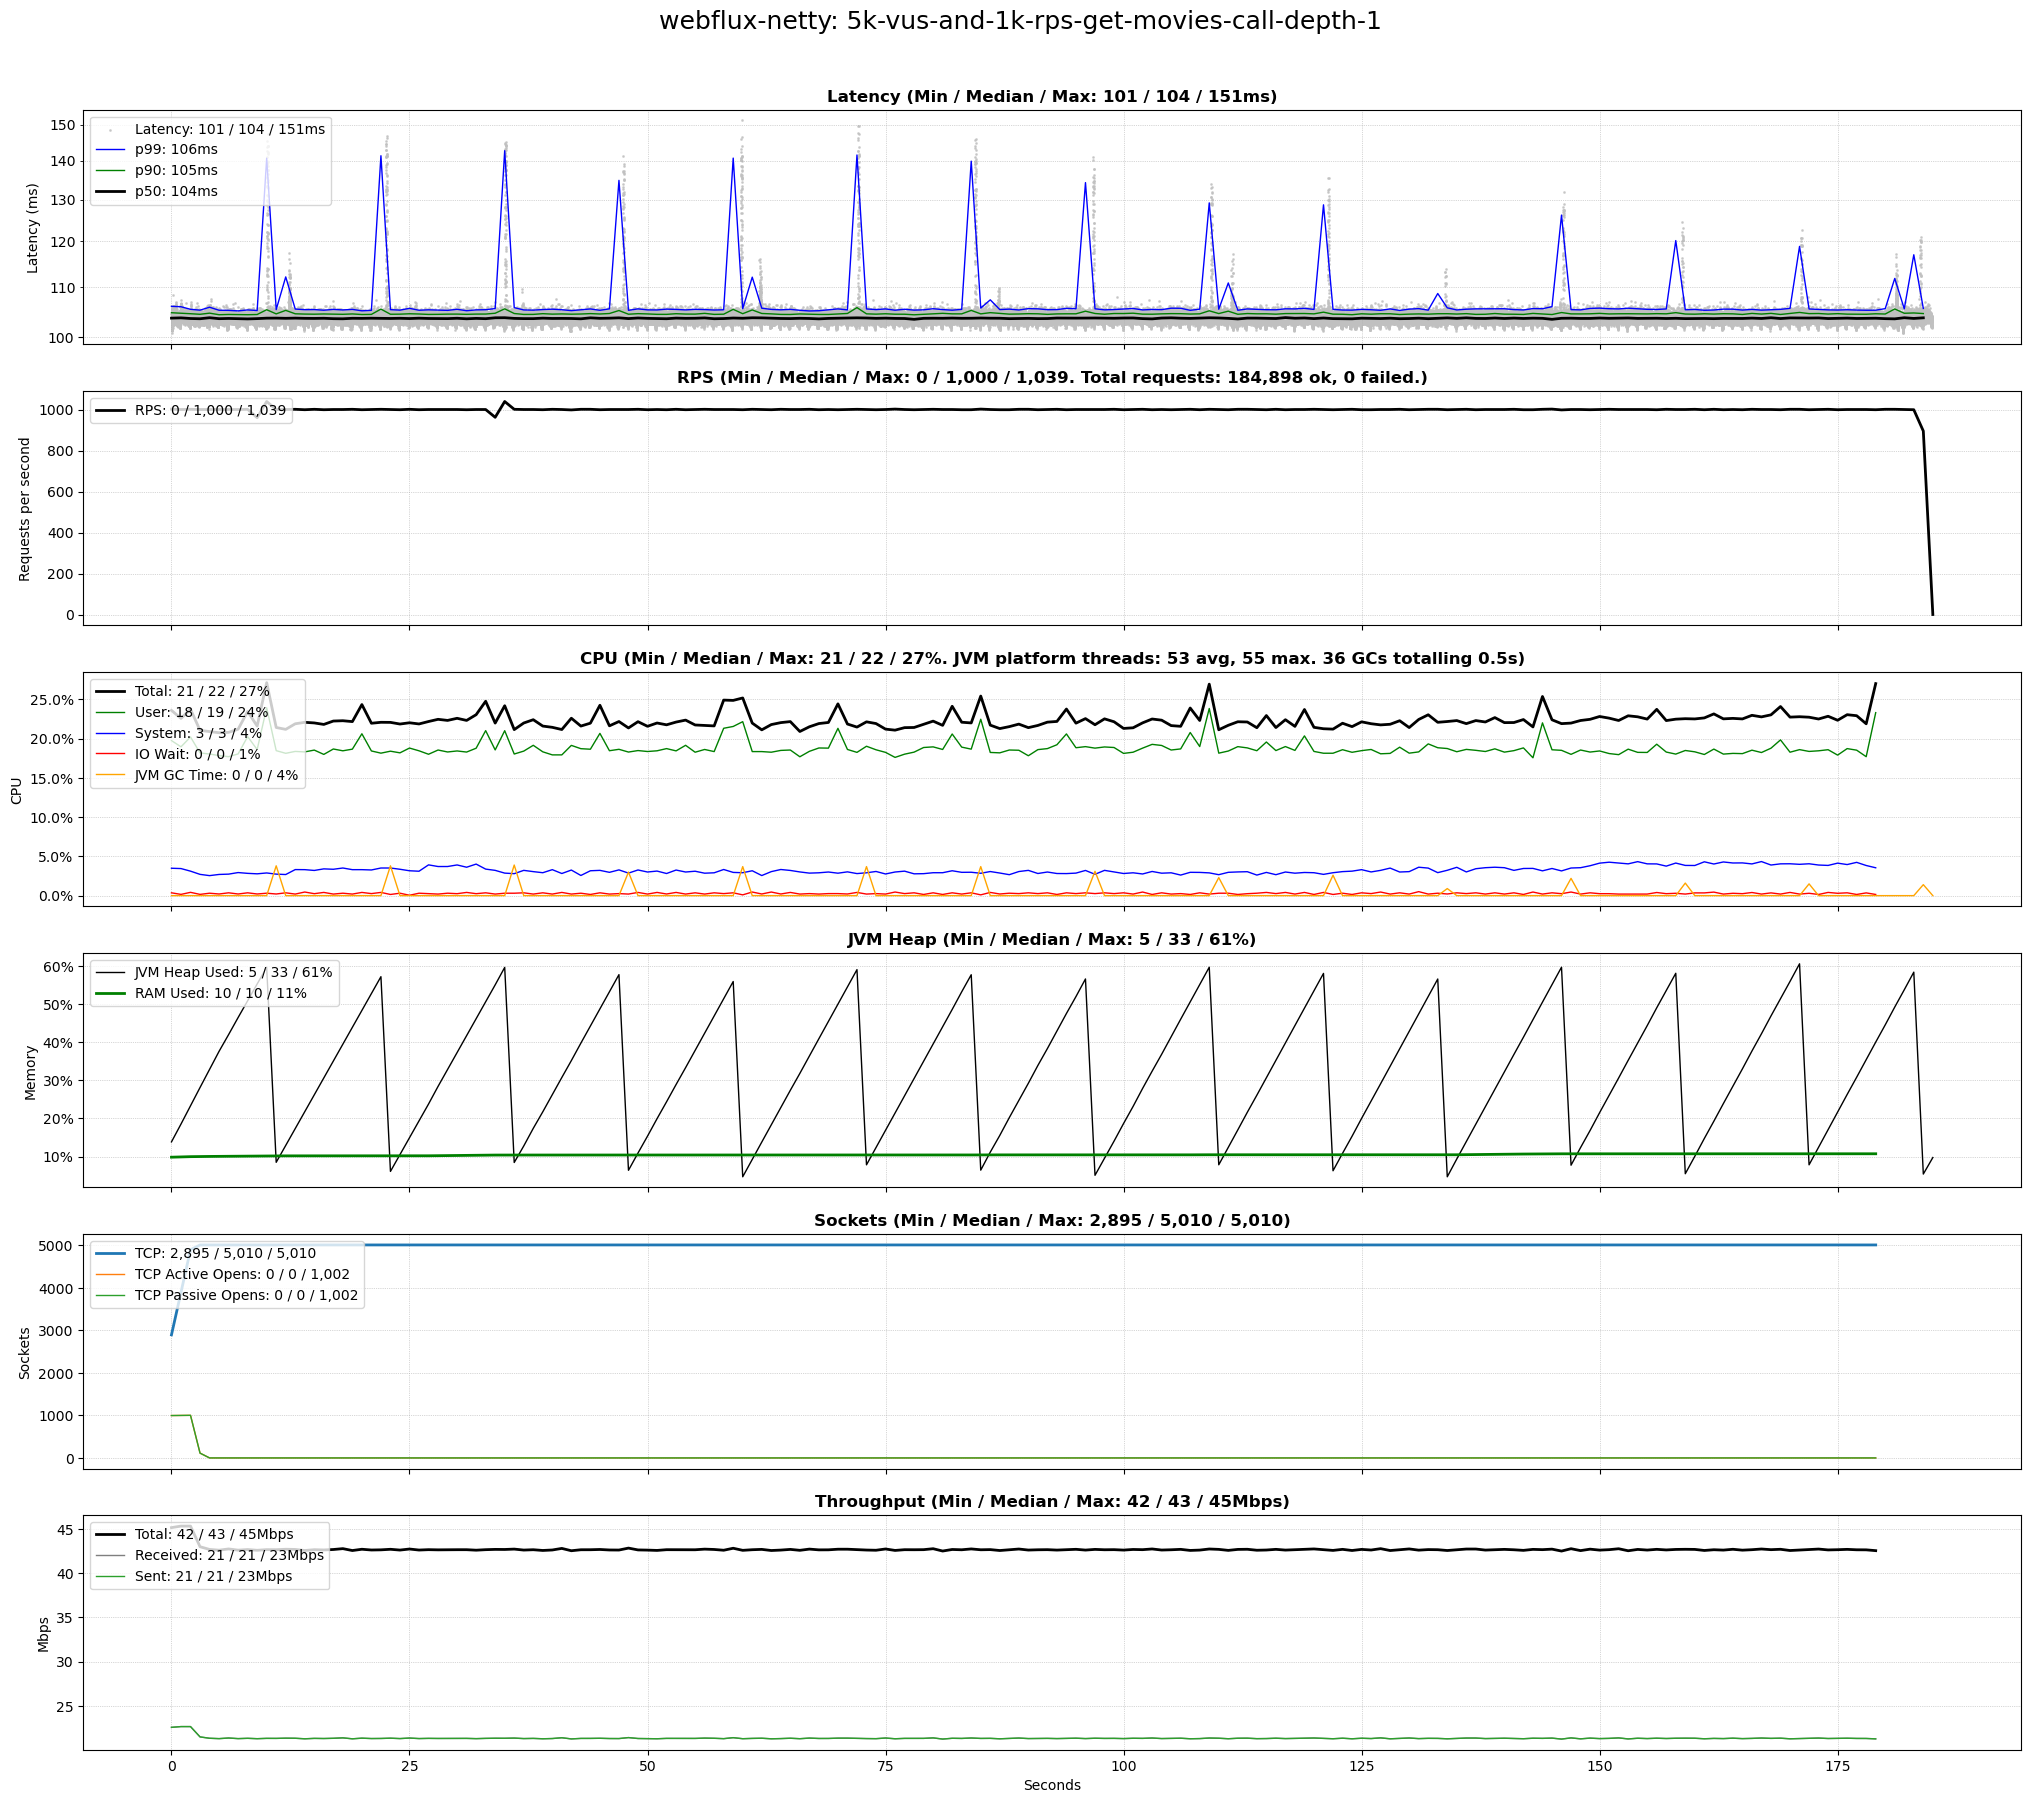 webflux-netty: 5k-vus-and-1k-rps-get-movies-call-depth-1
Latency (Min / Median / Max: 101 / 104 / 151ms)
Latency: 101 / 104 / 151ms
p99: 106ms
p90: 105ms
p50: 104ms
Latency (ms)
150
140
130
120
110
100
RPS (Min / Median / Max: 0 / 1,000 / 1,039. Total requests: 184,898 ok, 0 failed.)
RPS: 0 / 1,000 / 1,039
Requests per second
1000
800
600
400
200
0
CPU (Min / Median / Max: 21 / 22 / 27%. JVM platform threads: 53 avg, 55 max. 36 GCs totalling 0.5s)
Total: 21 / 22 / 27%
User: 18 / 19 / 24%
System: 3 / 3 / 4%
IO Wait: 0 / 0 / 1%
JVM GC Time: 0 / 0 / 4%
CPU
25.0%
20.0%
15.0%
10.0%
5.0%
0.0%
JVM Heap (Min / Median / Max: 5 / 33 / 61%)
JVM Heap Used: 5 / 33 / 61%
RAM Used: 10 / 10 / 11%
Memory
60%
50%
40%
30%
20%
10%
Sockets (Min / Median / Max: 2,895 / 5,010 / 5,010)
TCP: 2,895 / 5,010 / 5,010
TCP Active Opens: 0 / 0 / 1,002
TCP Passive Opens: 0 / 0 / 1,002
Sockets
5000
4000
3000
2000
1000
0
Throughput (Min / Median / Max: 42 / 43 / 45Mbps)
Total: 42 / 43 / 45Mbps
Received: 21 / 21 / 23Mbps
Sent: 21 / 21 / 23Mbps
Mbps
45
40
35
30
25
0 25 50 75 100 125 150 175
Seconds